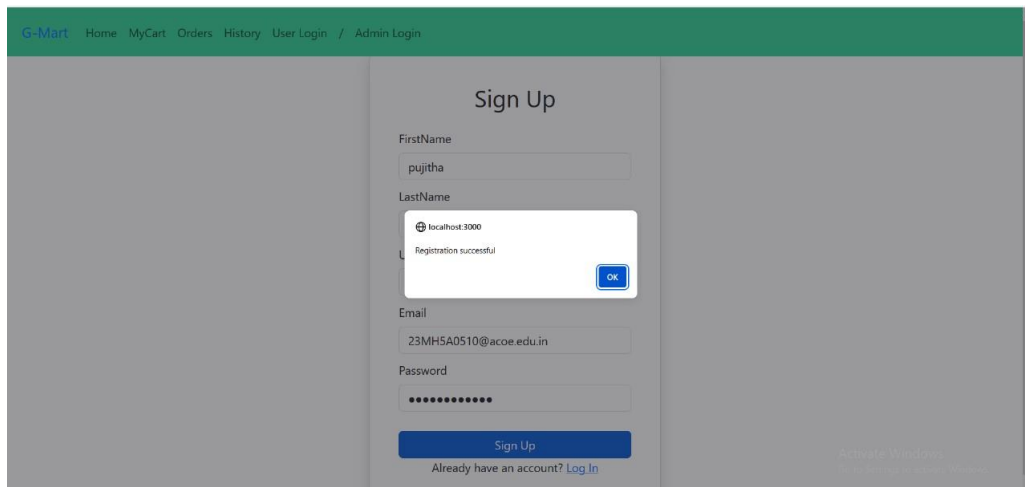 G-Mart Home MyCart Orders History User Login / Admin Login
Sign Up
FirstName
pujitha
LastName
localhost:3000
Registration successful
OK
U
Email
23MH5A0510@acoe.edu.in
Password
Sign Up
Already have an account? Log In
Activate Windows